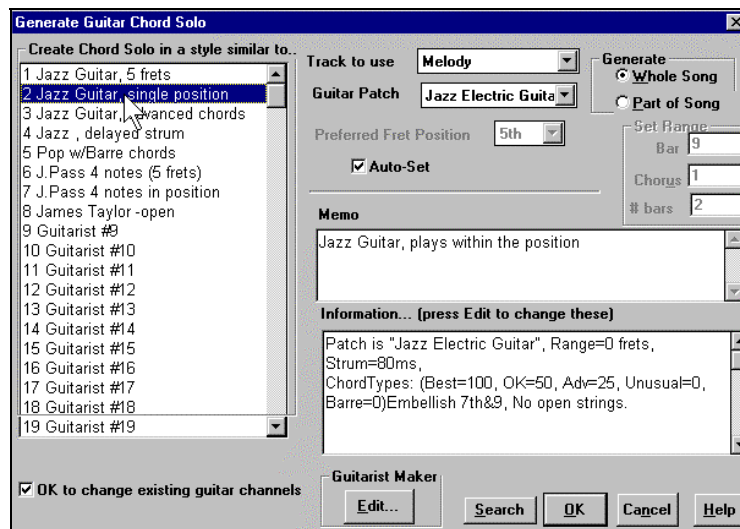 Generate Guitar Chord Solo
Create Chord Solo in a style similar to..
1 Jazz Guitar, 5 frets
2 Jazz Guitar, single position
3 Jazz Guitar, advanced chords
4 Jazz , delayed strum
5 Pop w/Barre chords
6 J.Pass 4 notes (5 frets)
7 J.Pass 4 notes in position
8 James Taylor -open
9 Guitarist #9
10 Guitarist #10
11 Guitarist #11
12 Guitarist #12
13 Guitarist #13
14 Guitarist #14
15 Guitarist #15
16 Guitarist #16
17 Guitarist #17
18 Guitarist #18
19 Guitarist #19
OK to change existing guitar channels
Track to use Melody
Guitar Patch Jazz Electric Guita
Preferred Fret Position 5th
Auto-Set
Generate
Whole Song
Part of Song
Set Range
Bar 9
Chorus 1
# bars 2
Memo
Jazz Guitar, plays within the position
Information... (press Edit to change these)
Patch is "Jazz Electric Guitar", Range=0 frets,
Strum=80ms,
ChordTypes: (Best=100, OK=50, Adv=25, Unusual=0,
Barre=0)Embellish 7th&9, No open strings.
Guitarist Maker
Edit...
Search OK Cancel Help